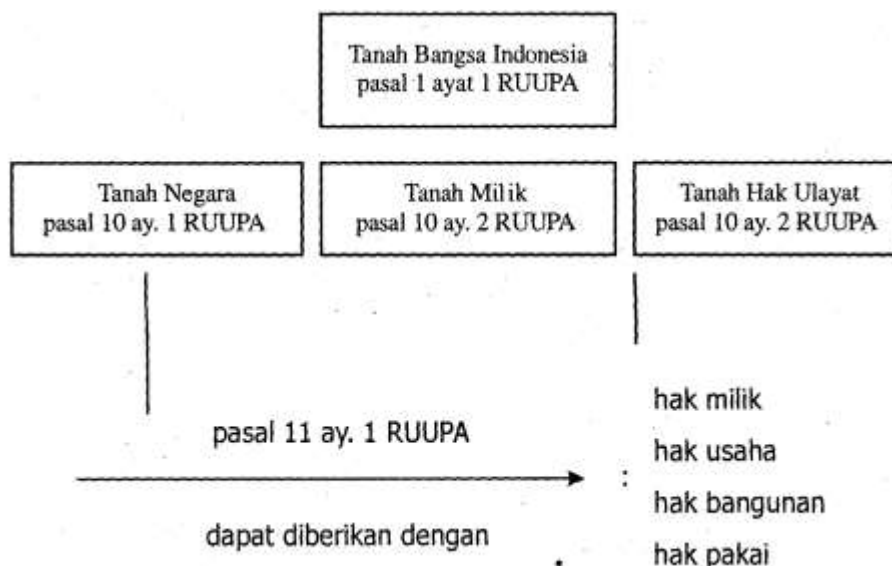 Tanah Bangsa Indonesia
pasal 1 ayat 1 RUUPA
Tanah Negara
pasal 10 ay. 1 RUUPA
Tanah Milik
pasal 10 ay. 2 RUUPA
Tanah Hak Ulayat
pasal 10 ay. 2 RUUPA
pasal 11 ay. 1 RUUPA
dapat diberikan dengan
:
hak milik
hak usaha
hak bangunan
hak pakai